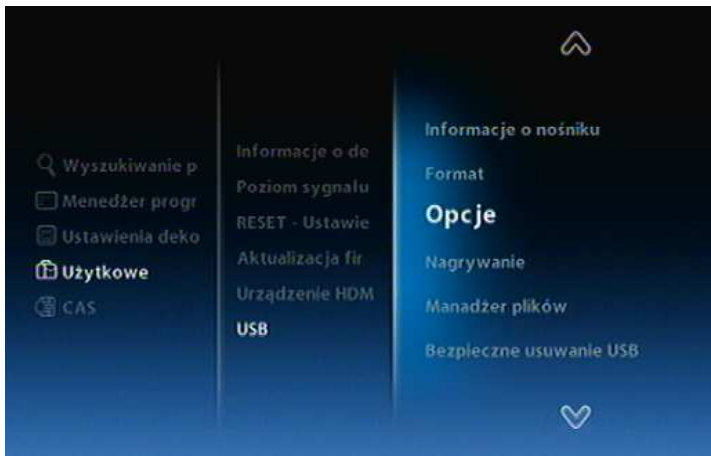 Wyszukiwanie p
Menedżer progr
Ustawienia deko
Użytkowe
CAS
Informacje o de
Poziom sygnału
RESET - Ustawie
Aktualizacja fir
Urządzenie HDM
USB
Informacje o nośniku
Format
Opcje
Nagrywanie
Manadżer plików
Bezpieczne usuwanie USB